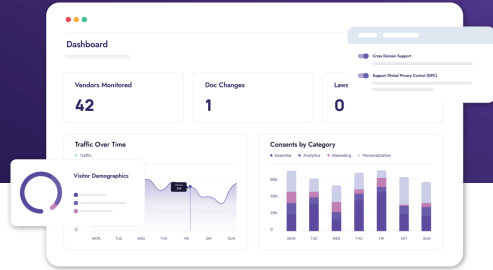 Dashboard
Cross Domain Support
Support Global Privacy Control (GPC)
Vendors Monitored
42
Doc Changes
1
Laws
0
Traffic Over Time
Traffic
Visitor Demographics
0
MON TUE WED THU FRI SAT SUN
Consents by Category
Essential Analytics Marketing Personalization
60k
40k
20k
0
MON TUE WED THU FRI SAT SUN